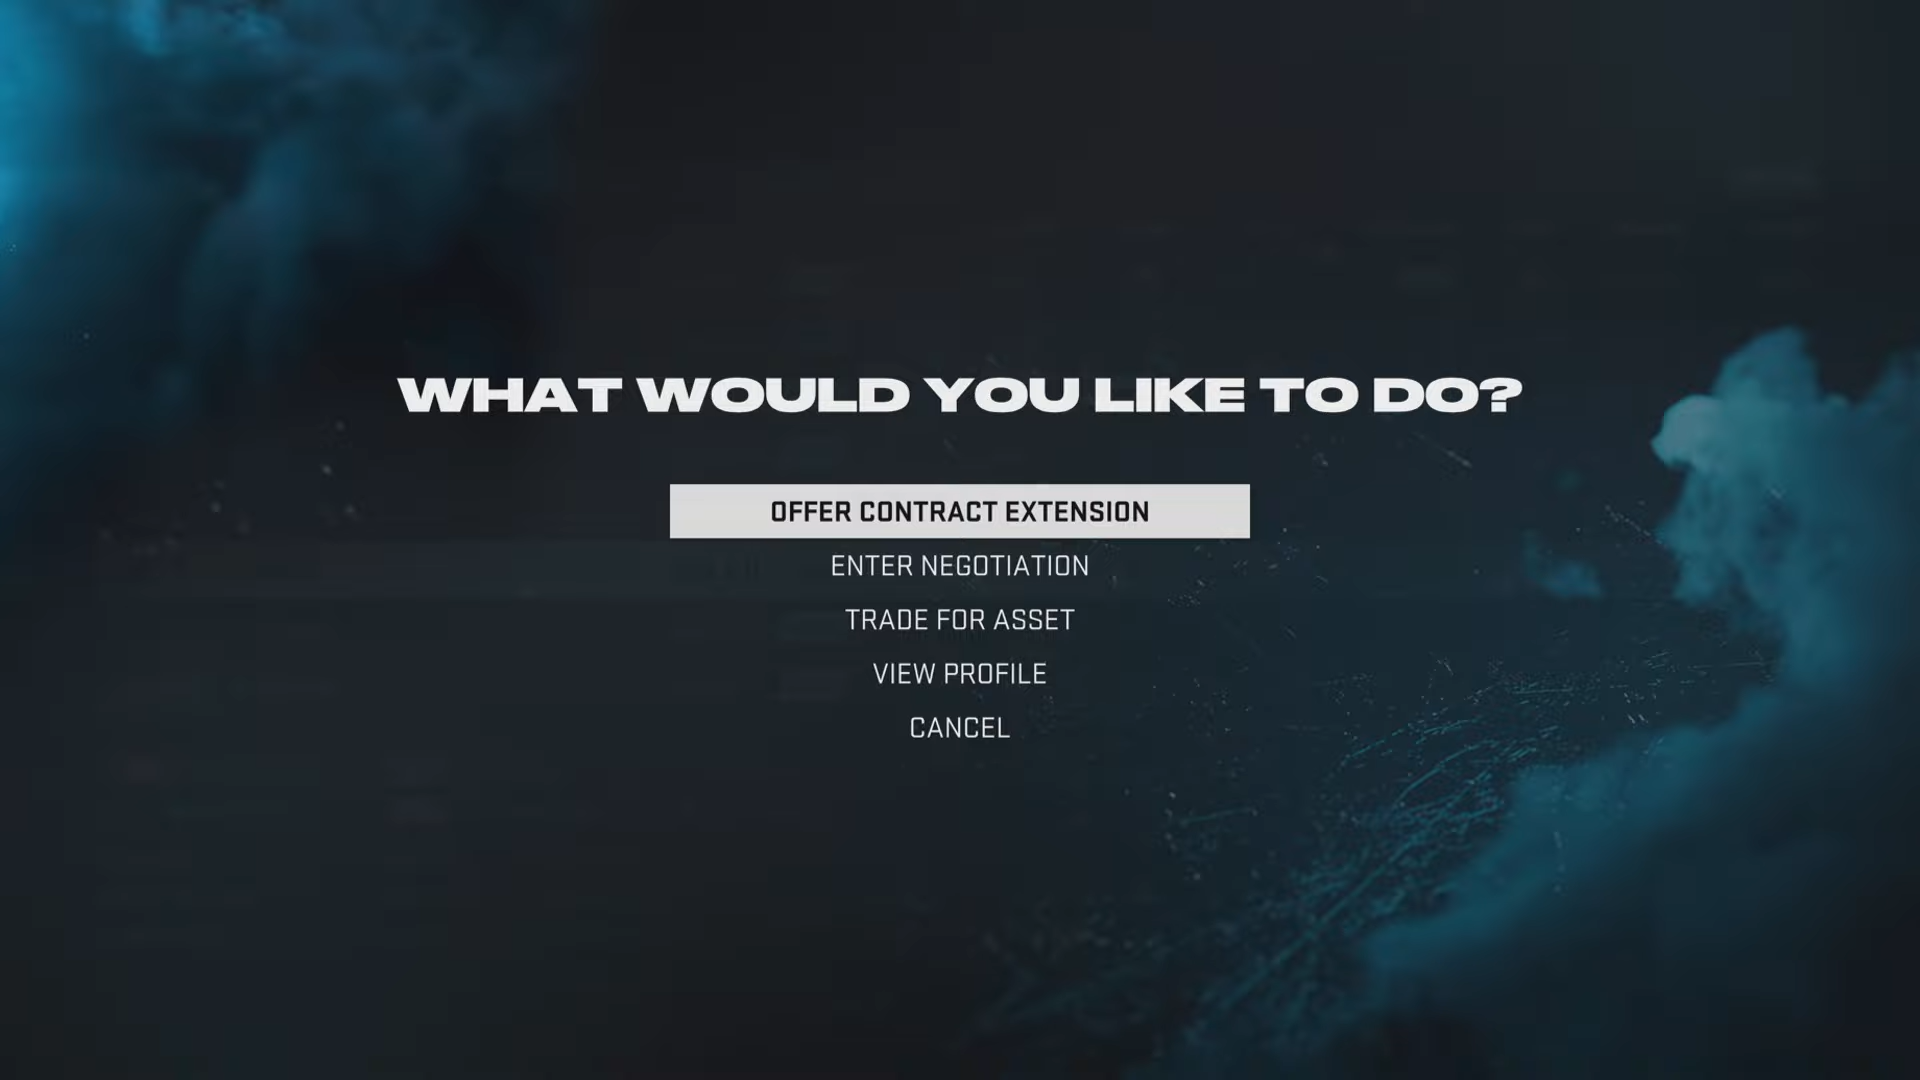 WHAT WOULD YOU LIKE TO DO?
OFFER CONTRACT EXTENSION
ENTER NEGOTIATION
TRADE FOR ASSET
VIEW PROFILE
CANCEL